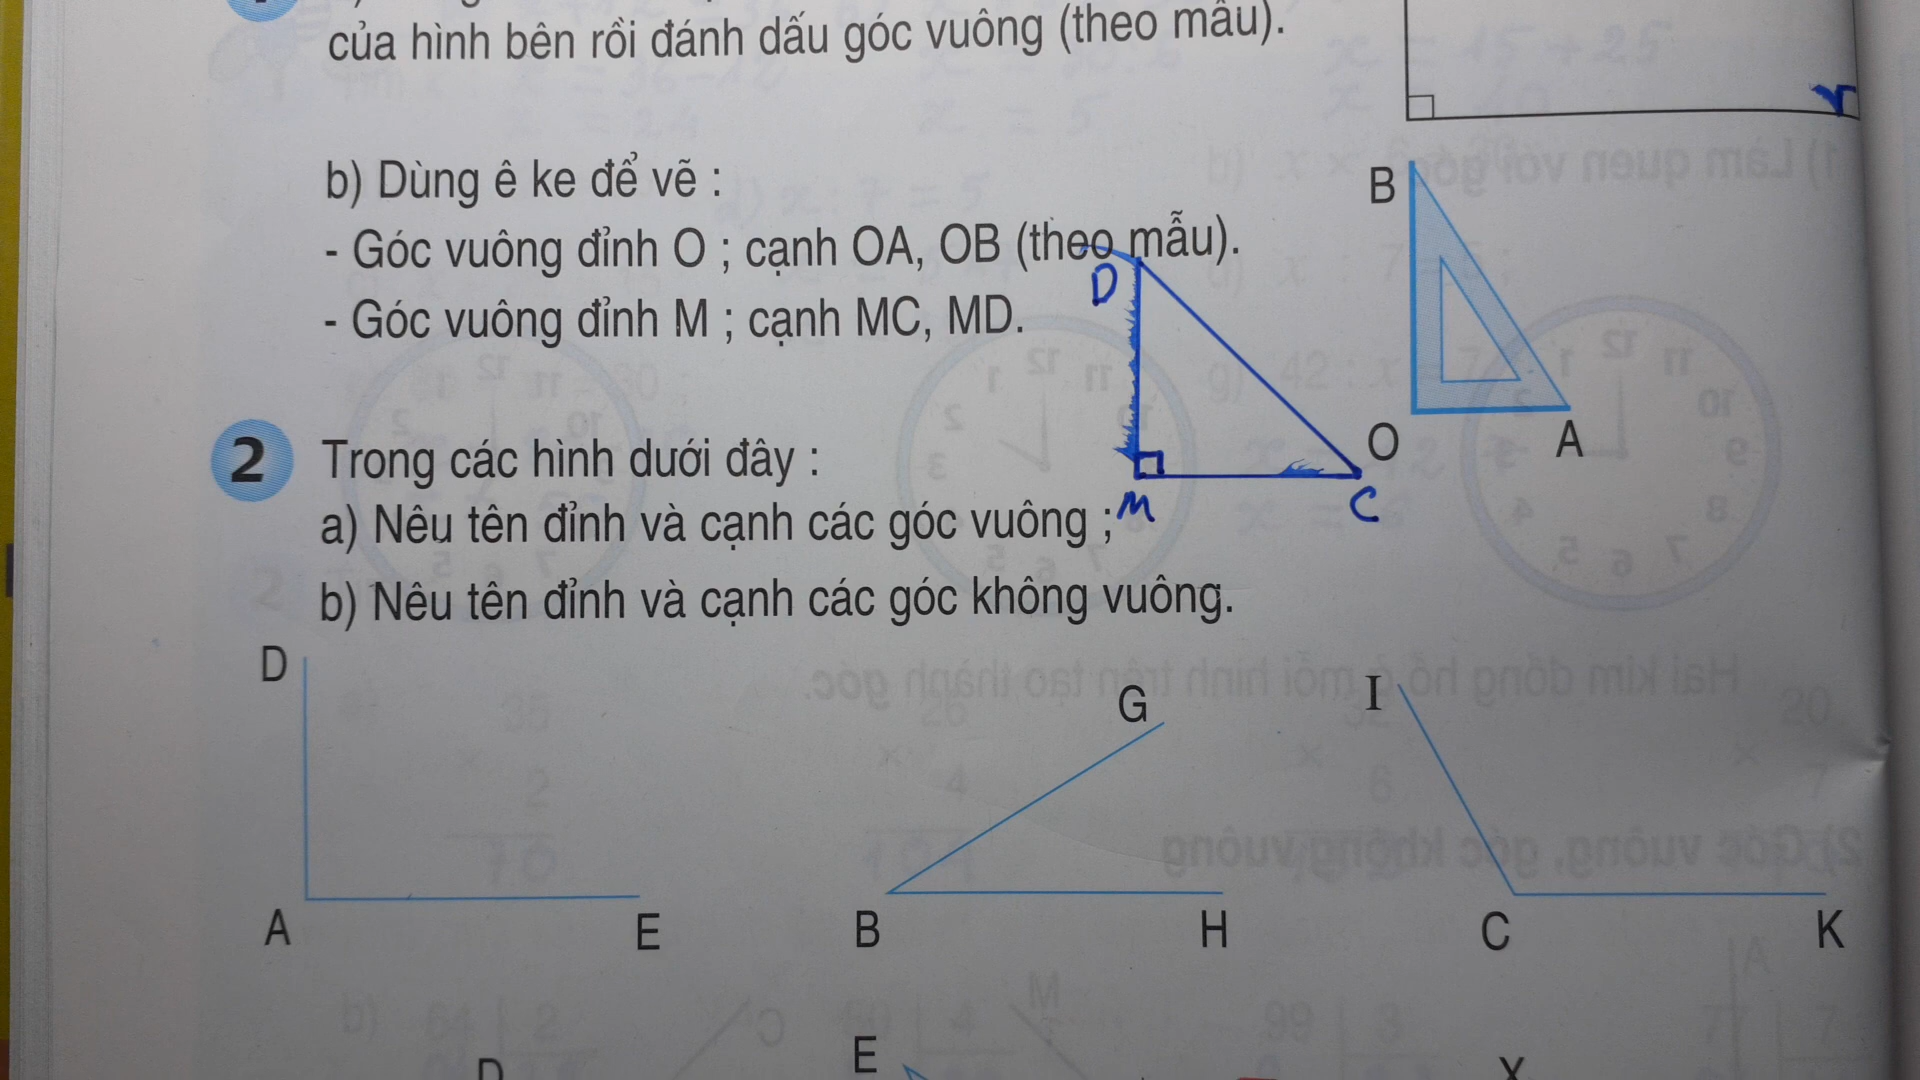 của hình bên rồi đánh dấu góc vuông (theo mẫu).
b) Dùng ê ke để vẽ :
- Góc vuông đỉnh O ; cạnh OA, OB (theo mẫu).
- Góc vuông đỉnh M ; cạnh MC, MD.
B
D
O
A
M
C
2 Trong các hình dưới đây :
a) Nêu tên đỉnh và cạnh các góc vuông ;
b) Nêu tên đỉnh và cạnh các góc không vuông.
D
G
I
A
E
B
H
C
K
D
E
X